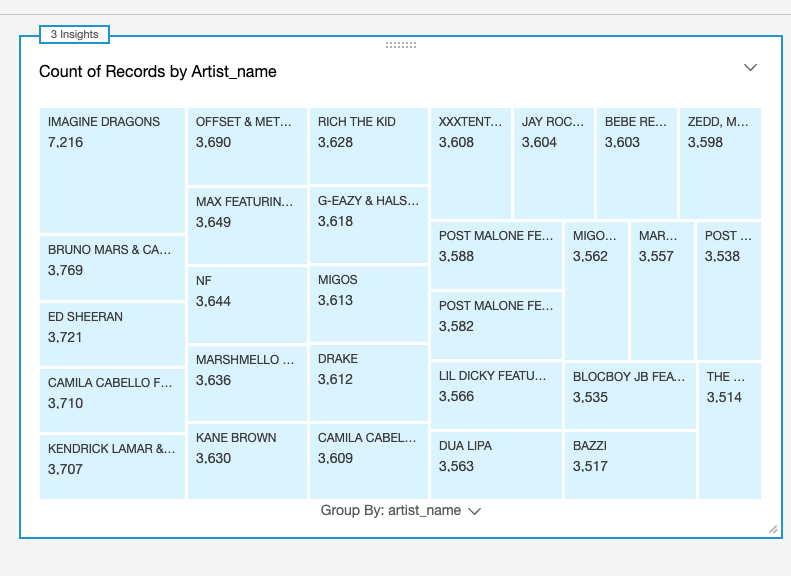 3 Insights
Count of Records by Artist_name
IMAGINE DRAGONS
7,216
BRUNO MARS & CA...
3,769
ED SHEERAN
3,721
CAMILA CABELLO F...
3,710
KENDRICK LAMAR &...
3,707
OFFSET & MET...
3,690
MAX FEATURIN...
3,649
NF
3,644
MARSHMELLO ...
3,636
KANE BROWN
3,630
RICH THE KID
3,628
G-EAZY & HALS...
3,618
MIGOS
3,613
DRAKE
3,612
CAMILA CABEL...
3,609
XXXTENT...
3,608
JAY ROC...
3,604
BEBE RE...
3,603
ZEDD, M...
3,598
POST MALONE FE...
3,588
POST MALONE FE...
3,582
LIL DICKY FEATU...
3,566
DUA LIPA
3,563
MIGO...
3,562
MAR...
3,557
POST ...
3,538
BLOCBOY JB FEA...
3,535
BAZZI
3,517
THE ...
3,514
Group By: artist_name